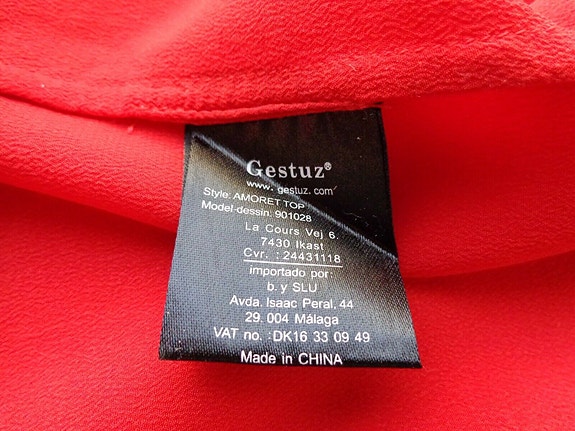 Gestuz®
www. gestuz. com
Style: AMORET TOP
Model-dessin: 901028
La Cours Vej 6.
7430 Ikast
Cvr. : 24431118
importado por:
b. y SLU
Avda. Isaac Peral. 44
29. 004 Málaga
VAT no. :DK16 33 09 49
Made in CHINA